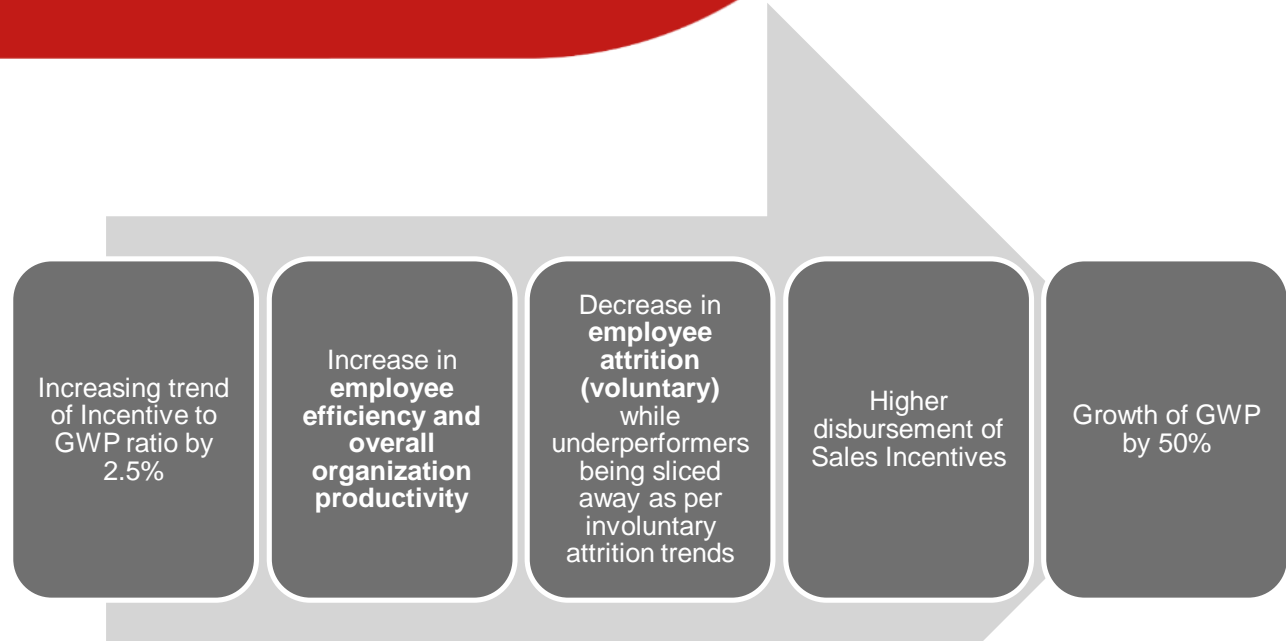 Increasing trend
of Incentive to
GWP ratio by
2.5%
Increase in
employee
efficiency and
overall
organization
productivity
Decrease in
employee
attrition
(voluntary)
while
underperformers
being sliced
away as per
involuntary
attrition trends
Higher
disbursement of
Sales Incentives
Growth of GWP
by 50%